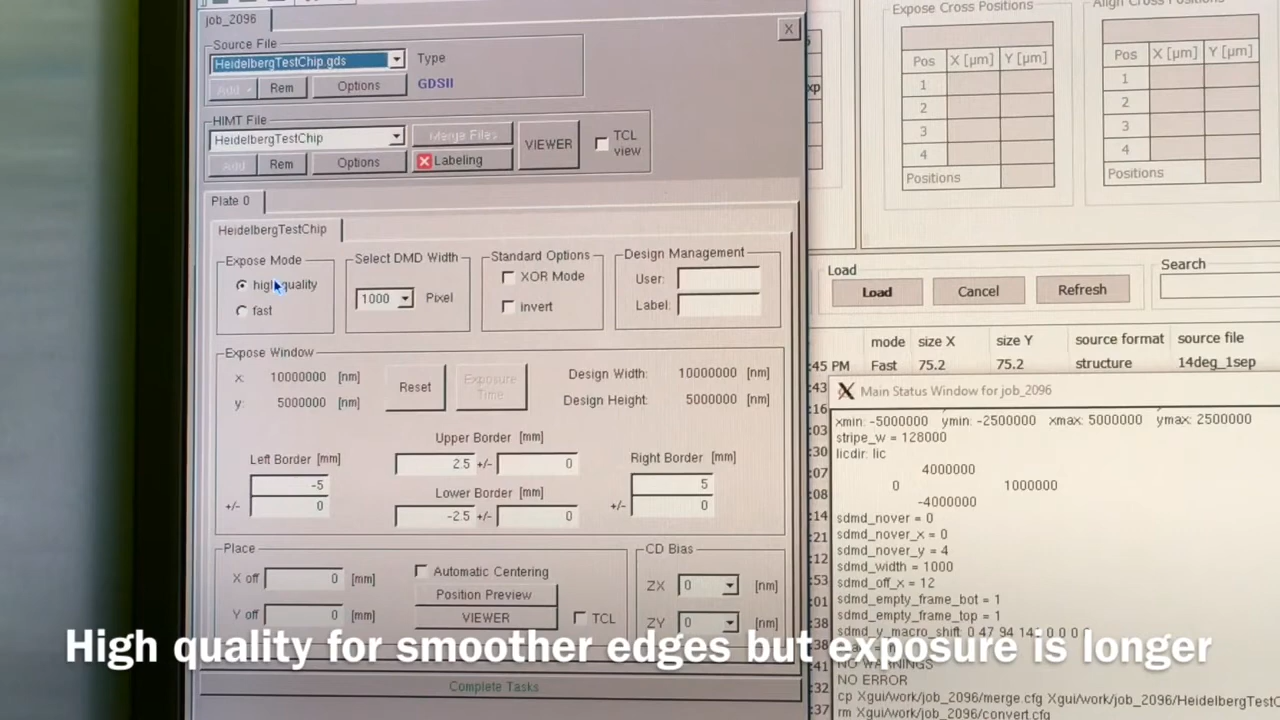 job_2096
X
Source File
HeidelbergTestChip.gds
Type
Add
Rem
Options
GDSII
HIMT File
HeidelbergTestChip
Merge Files
VIEWER
TCL
view
Add
Rem
Options
Labeling
Plate 0
HeidelbergTestChip
Expose Mode
high quality
fast
Select DMD Width
1000
Pixel
Standard Options
XOR Mode
invert
Design Management
User:
Label:
Expose Window
x: 10000000 [nm]
y: 5000000 [nm]
Reset
Exposure
Time
Design Width: 10000000 [nm]
Design Height: 5000000 [nm]
Left Border [mm]
-5
+/- 0
Upper Border [mm]
2.5 +/- 0
Lower Border [mm]
-2.5 +/- 0
Right Border [mm]
5
+/- 0
Place
X off 0 [mm]
Y off 0 [mm]
Automatic Centering
Position Preview
VIEWER
TCL
CD Bias
ZX 0 [nm]
ZY 0 [nm]
Complete Tasks
Expose Cross Positions
Pos X [µm] Y [µm]
1
2
3
4
Positions
Align Cross Positions
Pos X [µm] Y [µm]
1
2
3
4
Positions
Load
Load
Cancel
Refresh
Search
mode size X size Y source format source file
:45 PM Fast 75.2 75.2 structure 14deg_1sep
Main Status Window for job_2096
xmin: -5000000 ymin: -2500000 xmax: 5000000 ymax: 2500000
stripe_w = 128000
licdir: lic
4000000
0 1000000
-4000000
sdmd_nover = 0
sdmd_nover_x = 0
sdmd_nover_y = 4
sdmd_width = 1000
sdmd_off_x = 12
sdmd_empty_frame_bot = 1
sdmd_empty_frame_top = 1
NO WARNINGS
NO ERROR
cp Xgui/work/job_2096/merge.cfg Xgui/work/job_2096/HeidelbergTestC
rm Xgui/work/job_2096/convert.cfg
High quality for smoother edges but exposure is longer